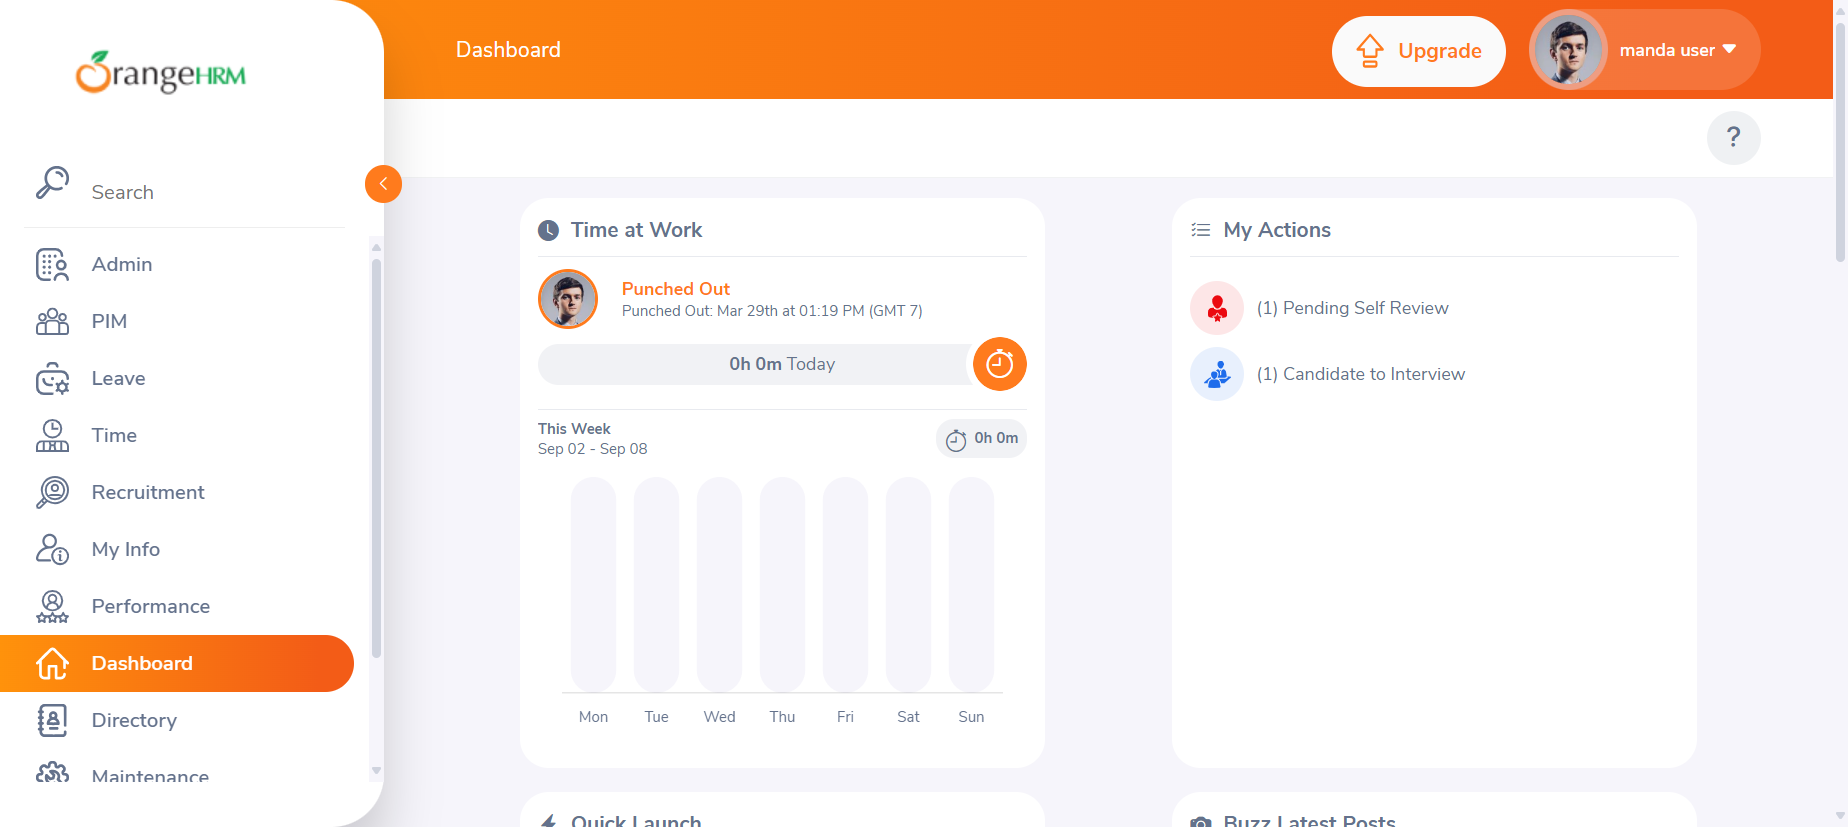 OrangeHRM
Search
Admin
PIM
Leave
Time
Recruitment
My Info
Performance
Dashboard
Directory
Maintenance
Dashboard
Upgrade
manda user
?
Time at Work
Punched Out
Punched Out: Mar 29th at 01:19 PM (GMT 7)
0h 0m Today
This Week
Sep 02 - Sep 08
0h 0m
Mon Tue Wed Thu Fri Sat Sun
My Actions
(1) Pending Self Review
(1) Candidate to Interview
Quick Launch
Buzz Latest Posts